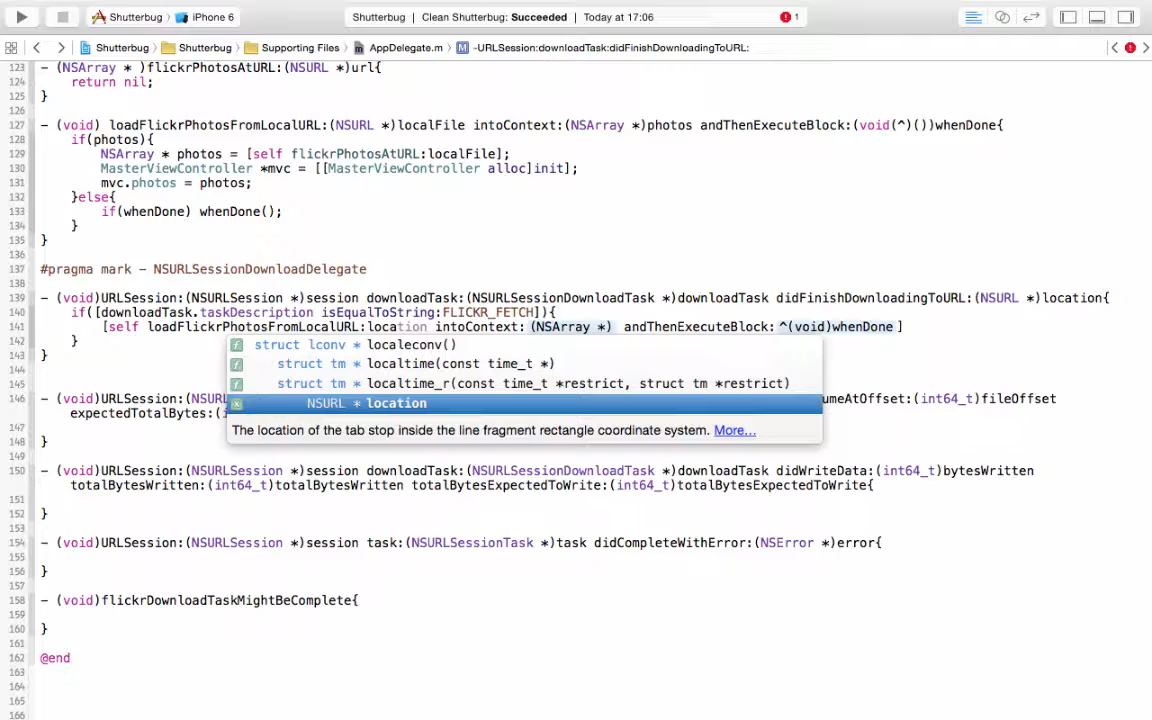 Shutterbug › iPhone 6
Shutterbug | Clean Shutterbug: Succeeded | Today at 17:06
1
Shutterbug › Shutterbug › Supporting Files › AppDelegate.m › M -URLSession:downloadTask:didFinishDownloadingToURL:
123 - (NSArray * )flickrPhotosAtURL:(NSURL *)url{
124 return nil;
125 }
126
127 - (void) loadFlickrPhotosFromLocalURL:(NSURL *)localFile intoContext:(NSArray *)photos andThenExecuteBlock:(void(^)())whenDone{
128 if(photos){
129 NSArray * photos = [self flickrPhotosAtURL:localFile];
130 MasterViewController *mvc = [[MasterViewController alloc]init];
131 mvc.photos = photos;
132 }else{
133 if(whenDone) whenDone();
134 }
135 }
136
137 #pragma mark - NSURLSessionDownloadDelegate
138
139 - (void)URLSession:(NSURLSession *)session downloadTask:(NSURLSessionDownloadTask *)downloadTask didFinishDownloadingToURL:(NSURL *)location{
140 if([downloadTask.taskDescription isEqualToString:FLICKR_FETCH]){
141 [self loadFlickrPhotosFromLocalURL:location intoContext:(NSArray *) andThenExecuteBlock:^(void)whenDone]
142 }
f struct lconv * localeconv()
143 }
f struct tm * localtime(const time_t *)
144
f struct tm * localtime_r(const time_t *restrict, struct tm *restrict)
145
146 - (void)URLSession:(NSU umeAtOffset:(int64_t)fileOffset
NSURL * location
expectedTotalBytes:(
147
The location of the tab stop inside the line fragment rectangle coordinate system. More...
148 }
149
150 - (void)URLSession:(NSURLSession *)session downloadTask:(NSURLSessionDownloadTask *)downloadTask didWriteData:(int64_t)bytesWritten
totalBytesWritten:(int64_t)totalBytesWritten totalBytesExpectedToWrite:(int64_t)totalBytesExpectedToWrite{
151
152 }
153
154 - (void)URLSession:(NSURLSession *)session task:(NSURLSessionTask *)task didCompleteWithError:(NSError *)error{
155
156 }
157
158 - (void)flickrDownloadTaskMightBeComplete{
159
160 }
161
162 @end
163
164
165
166